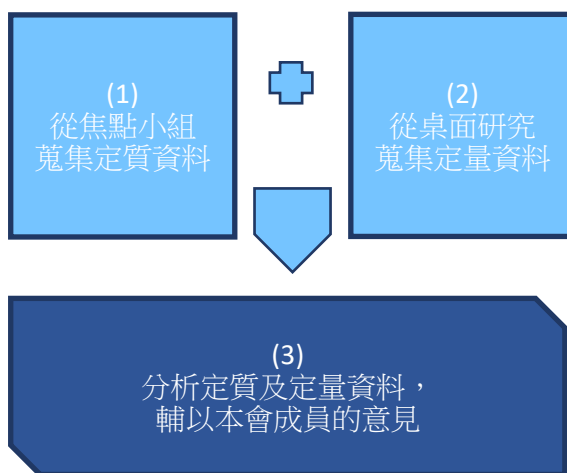 (1)
從焦點小組
蒐集定質資料
(2)
從桌面研究
蒐集定量資料
(3)
分析定質及定量資料，
輔以本會成員的意見